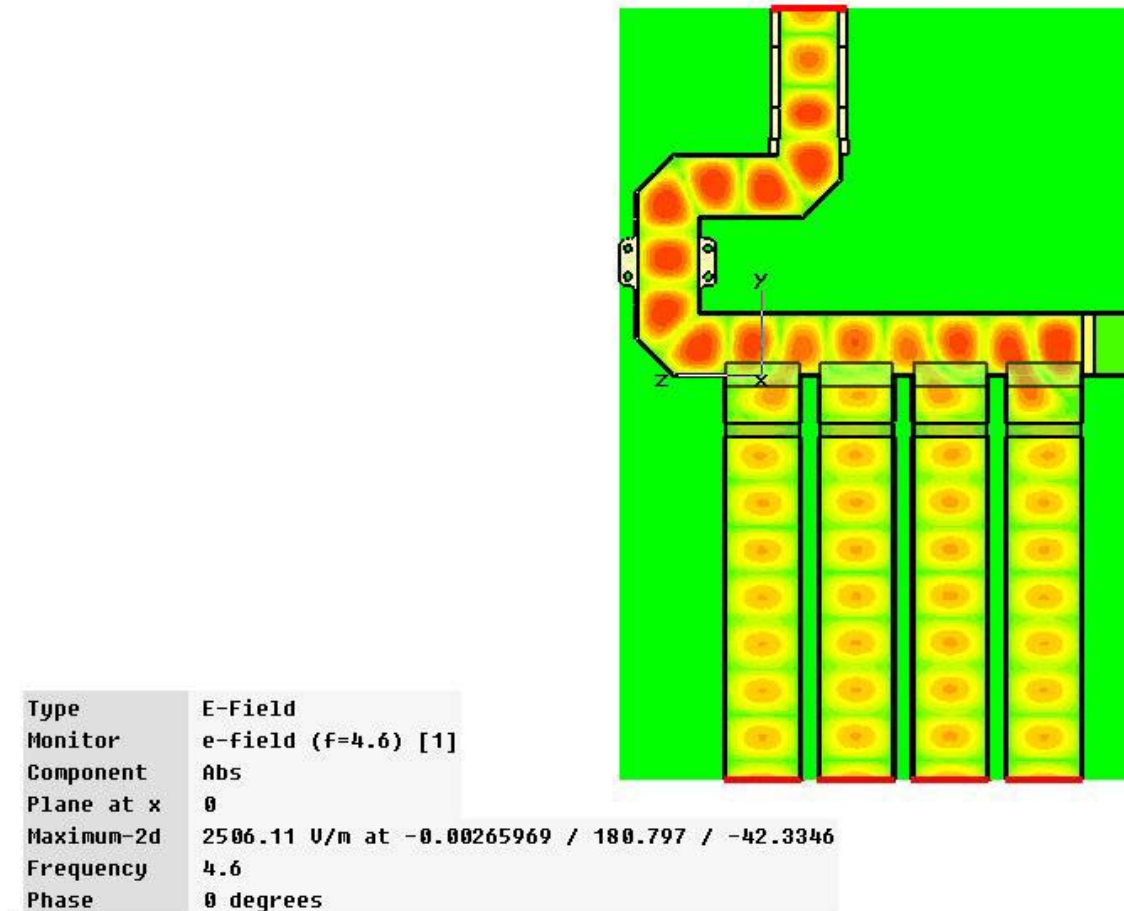 y
z
x
Type E-Field
Monitor e-field (f=4.6) [1]
Component Abs
Plane at x 0
Maximum-2d 2506.11 V/m at -0.00265969 / 180.797 / -42.3346
Frequency 4.6
Phase 0 degrees